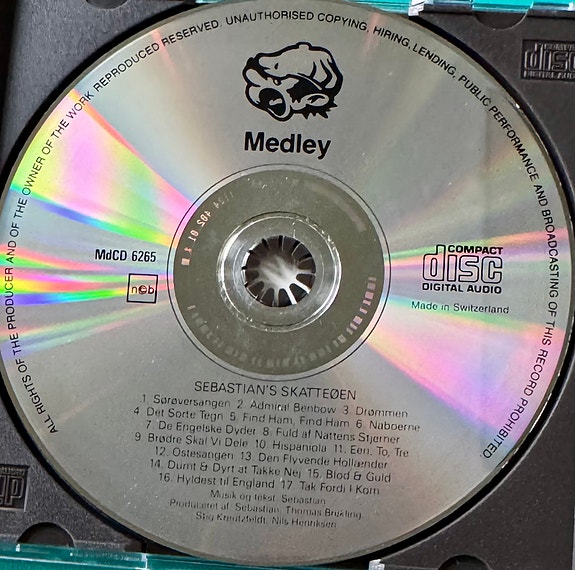 ALL RIGHTS OF THE PRODUCER AND OF THE OWNER OF THE WORK REPRODUCED RESERVED. UNAUTHORISED COPYING, HIRING, LENDING, PUBLIC PERFORMANCE AND BROADCASTING OF THIS RECORD PROHIBITED
Medley
MdCD 6265
n©b
COMPACT
disc
DIGITAL AUDIO
Made in Switzerland
SEBASTIAN'S SKATTEØEN
1. Sørøversangen 2. Admiral Benbow 3. Drømmen
4 Det Sorte Tegn 5. Find Ham, Find Ham 6. Naboerne
7. De Engelske Dyder 8. Fuld af Nattens Stjerner
9 Brødre Skal Vi Dele 10. Hispaniola 11. Een, To, Tre
12. Ostesangen 13. Den Flyvende Hollænder
14. Dumt & Dyrt at Takke Nej 15. Blod & Guld
16. Hyldest til England 17 Tak Fordi I Kom
Musik og tekst: Sebastian
Produceret af: Sebastian, Thomas Brekling,
Stig Kreutzfeldt, Nils Henriksen
disc
DIGITAL AUDIO